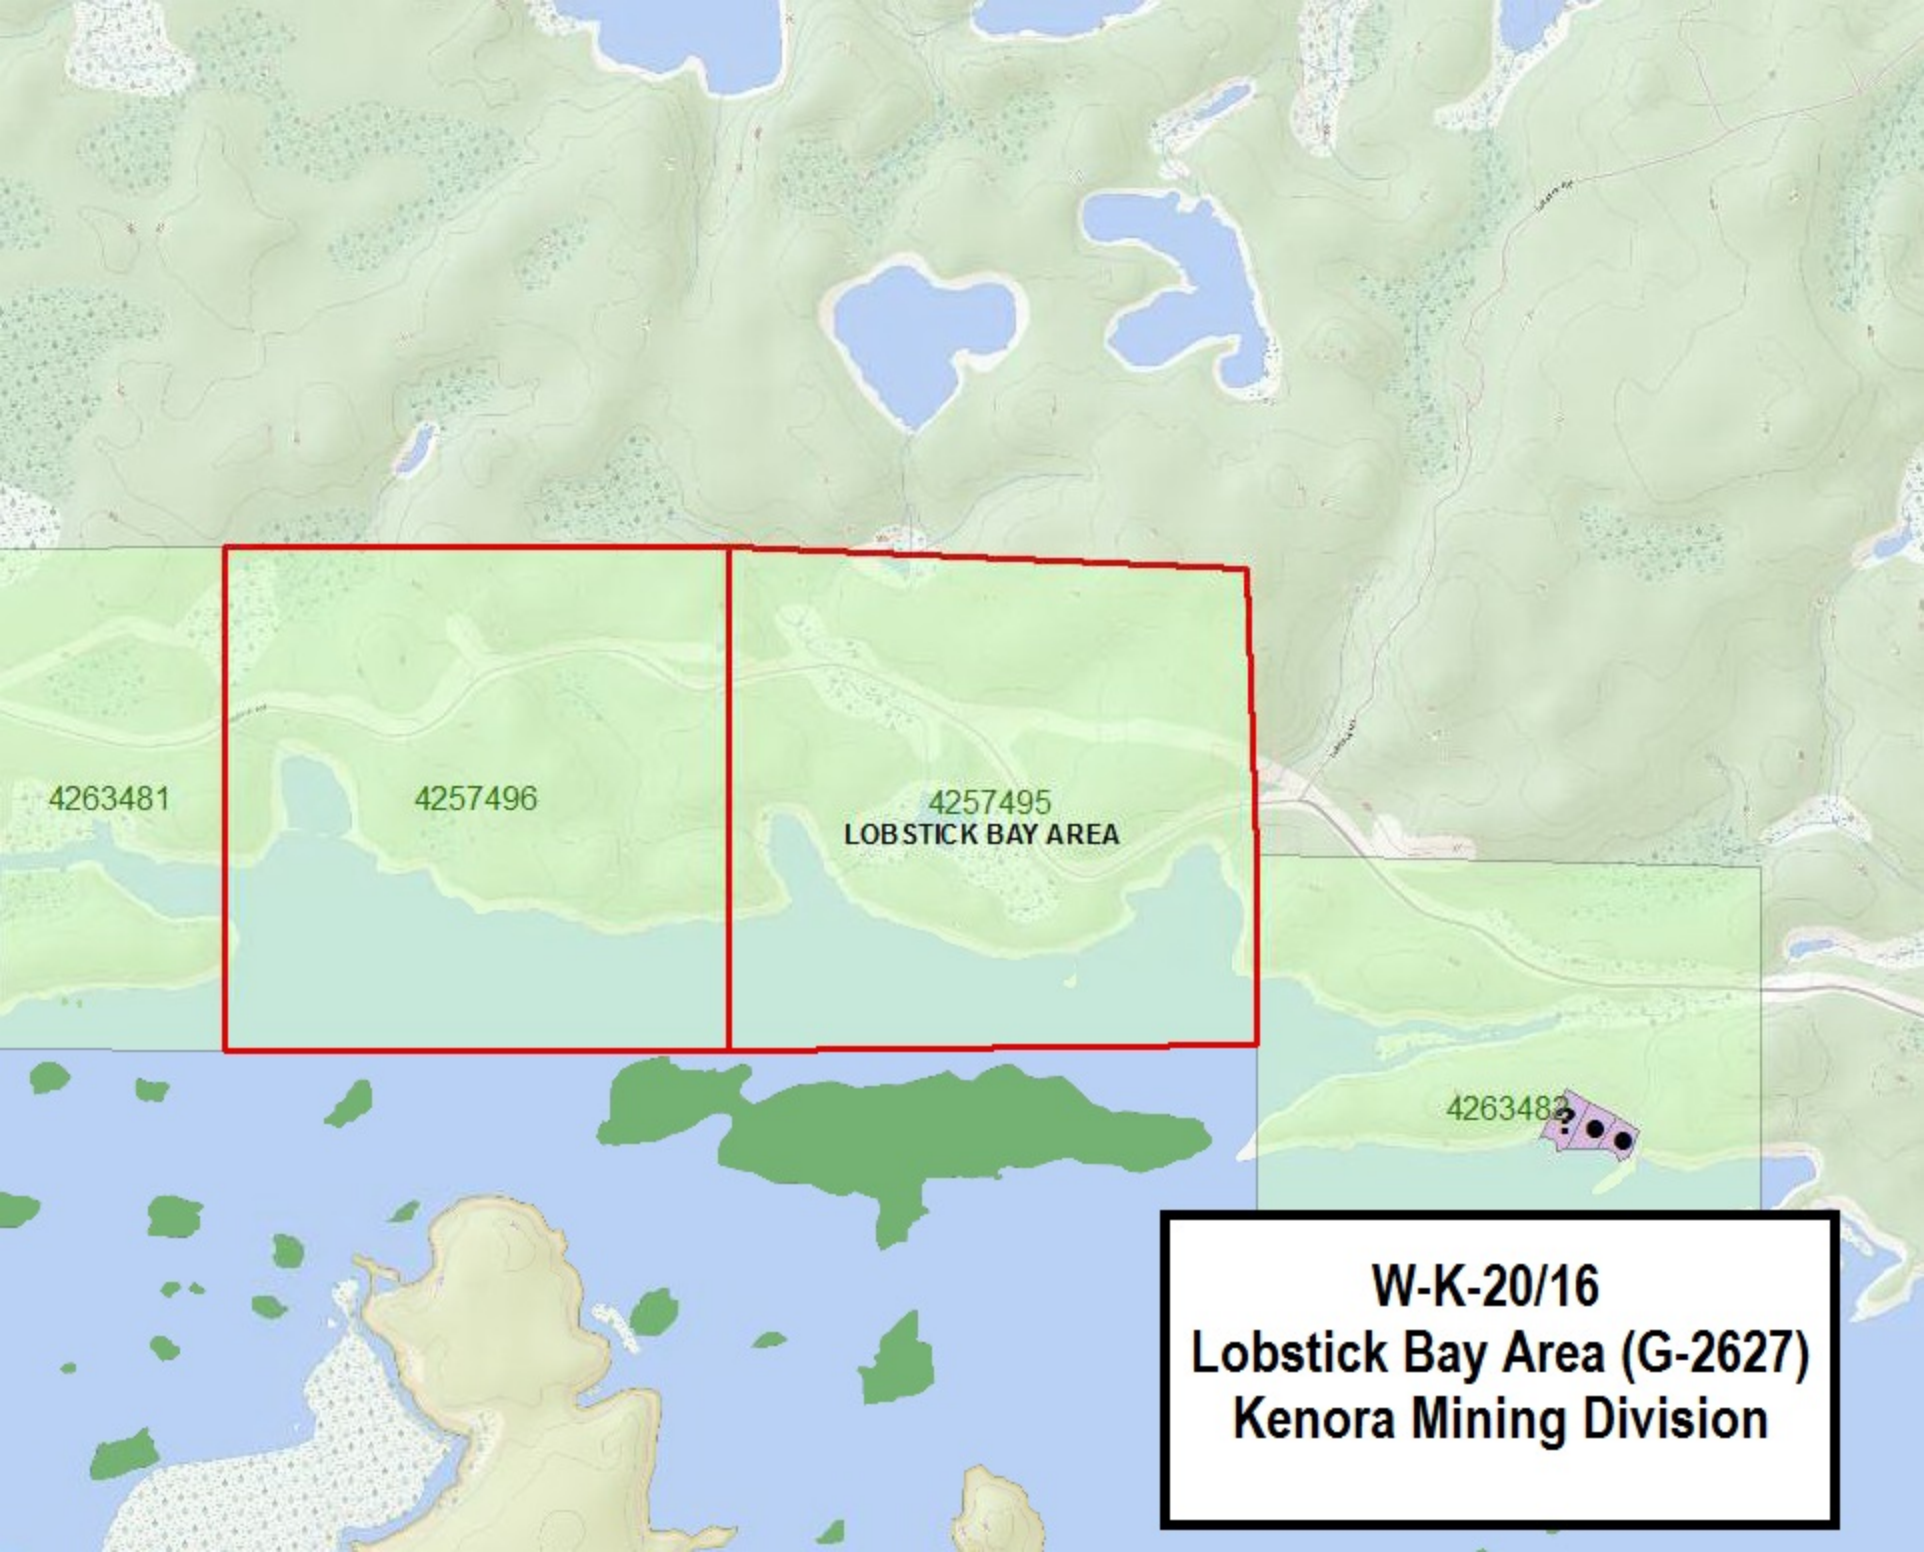 4263481
4257496
4257495
LOBSTICK BAY AREA
4263482
?
W-K-20/16
Lobstick Bay Area (G-2627)
Kenora Mining Division